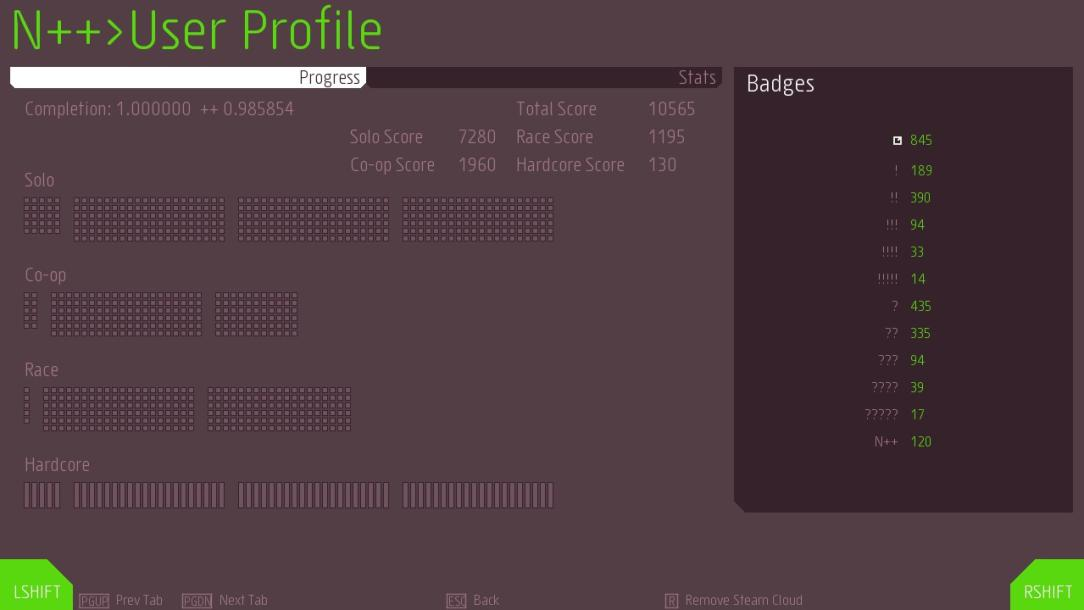 N++>User Profile
Progress
Stats
Completion: 1.000000 ++ 0.985854
Total Score 10565
Solo Score 7280 Race Score 1195
Co-op Score 1960 Hardcore Score 130
Solo
Co-op
Race
Hardcore
Badges
845
! 189
!! 390
!!! 94
!!!! 33
!!!!! 14
? 435
?? 335
??? 94
???? 39
????? 17
N++ 120
LSHIFT
PGUP Prev Tab PGDN Next Tab ESC Back R Remove Steam Cloud
RSHIFT